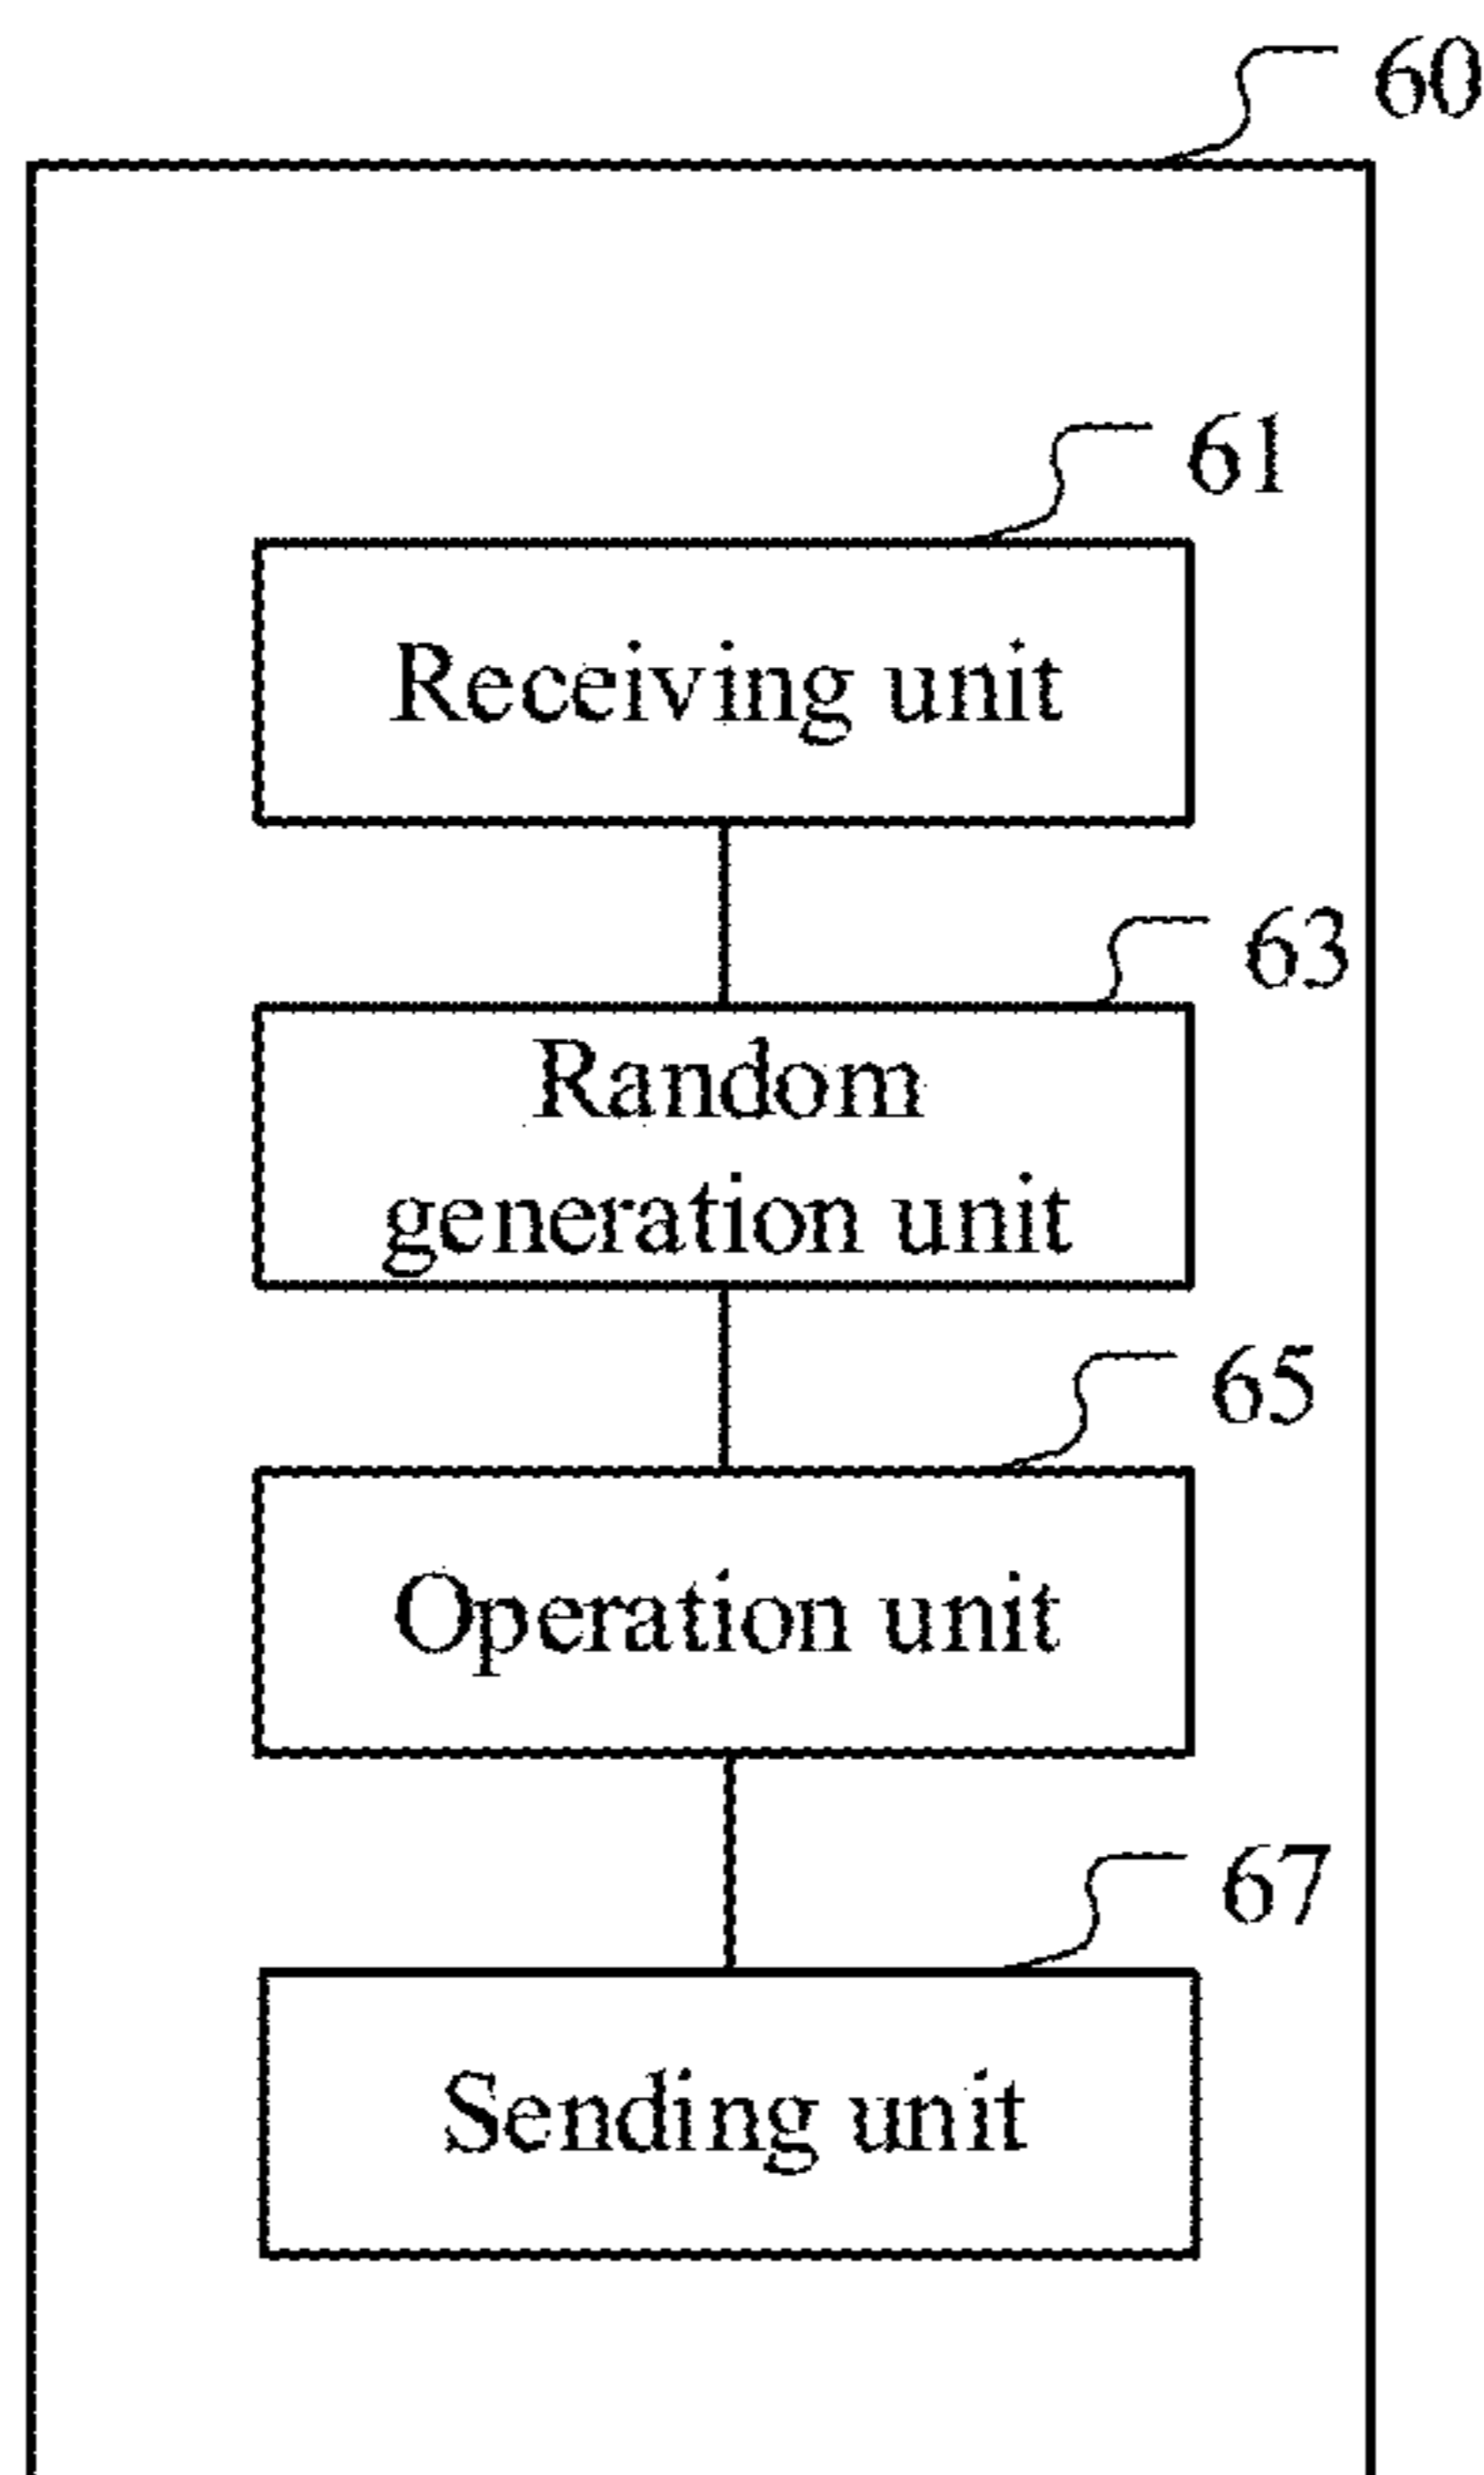 60
61
Receiving unit
63
Random
generation unit
65
Operation unit
67
Sending unit